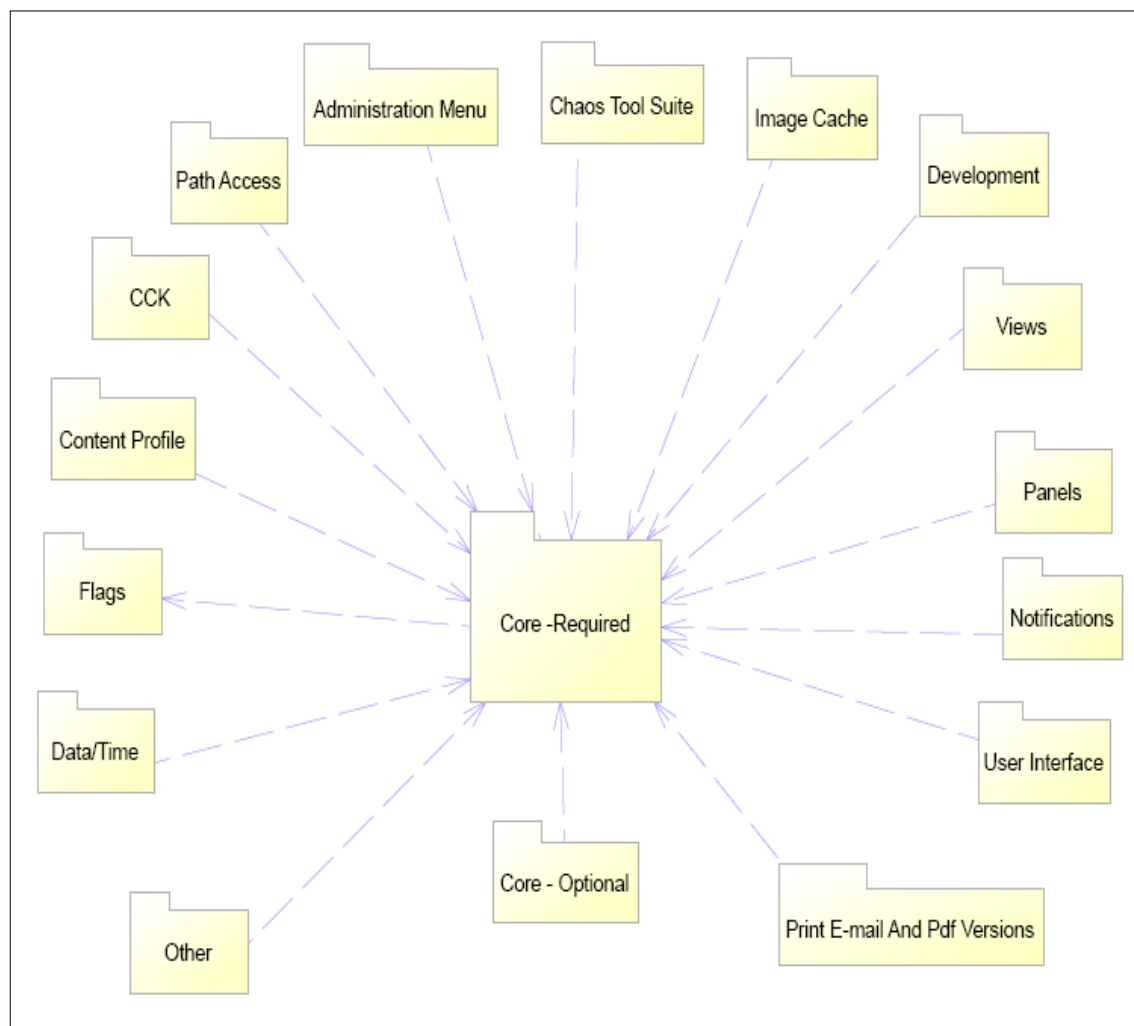 Administration Menu
Chaos Tool Suite
Image Cache
Path Access
Development
CCK
Views
Content Profile
Panels
Flags
Core -Required
Notifications
Data/Time
User Interface
Core - Optional
Other
Print E-mail And Pdf Versions